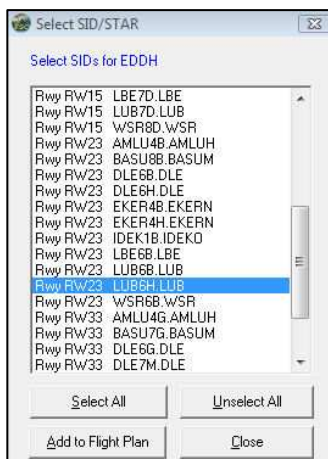 Select SID/STAR
Select SIDs for EDDH
Rwy RW15 LBE7D.LBE
Rwy RW15 LUB7D.LUB
Rwy RW15 WSR8D.WSR
Rwy RW23 AMLU4B.AMLUH
Rwy RW23 BASU8B.BASUM
Rwy RW23 DLE6B.DLE
Rwy RW23 DLE6H.DLE
Rwy RW23 EKER4B.EKERN
Rwy RW23 EKER4H.EKERN
Rwy RW23 IDEK1B.IDEKO
Rwy RW23 LBE6B.LBE
Rwy RW23 LUB6B.LUB
Rwy RW23 LUB6H.LUB
Rwy RW23 WSR6B.WSR
Rwy RW33 AMLU4G.AMLUH
Rwy RW33 BASU7G.BASUM
Rwy RW33 DLE6G.DLE
Rwy RW33 DLE7M.DLE
Select All Unselect All
Add to Flight Plan Close